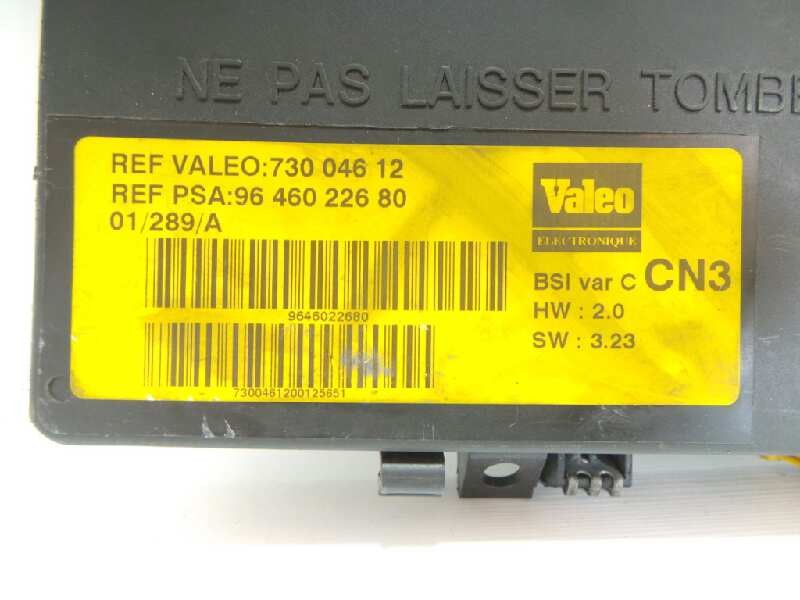 NE PAS LAISSER TOMBE
REF VALEO:730 046 12
REF PSA:96 460 226 80
01/289/A
Valeo
ELECTRONIQUE
9646022680
BSI var C CN3
HW : 2.0
SW : 3.23
7300461200125651